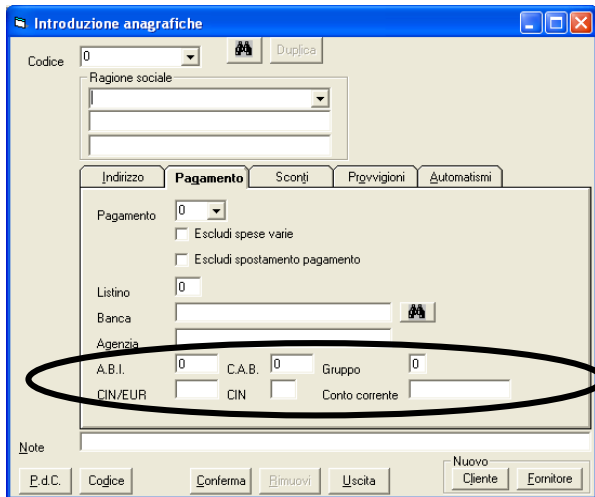 Introduzione anagrafiche
Codice 0 Duplica
Ragione sociale
Indirizzo Pagamento Sconti Provvigioni Automatismi
Pagamento 0
Escludi spese varie
Escludi spostamento pagamento
Listino 0
Banca
Agenzia
A.B.I. 0 C.A.B. 0 Gruppo 0
CIN/EUR CIN Conto corrente
Note
Nuovo
P.d.C. Codice Conferma Rimuovi Uscita Cliente Fornitore